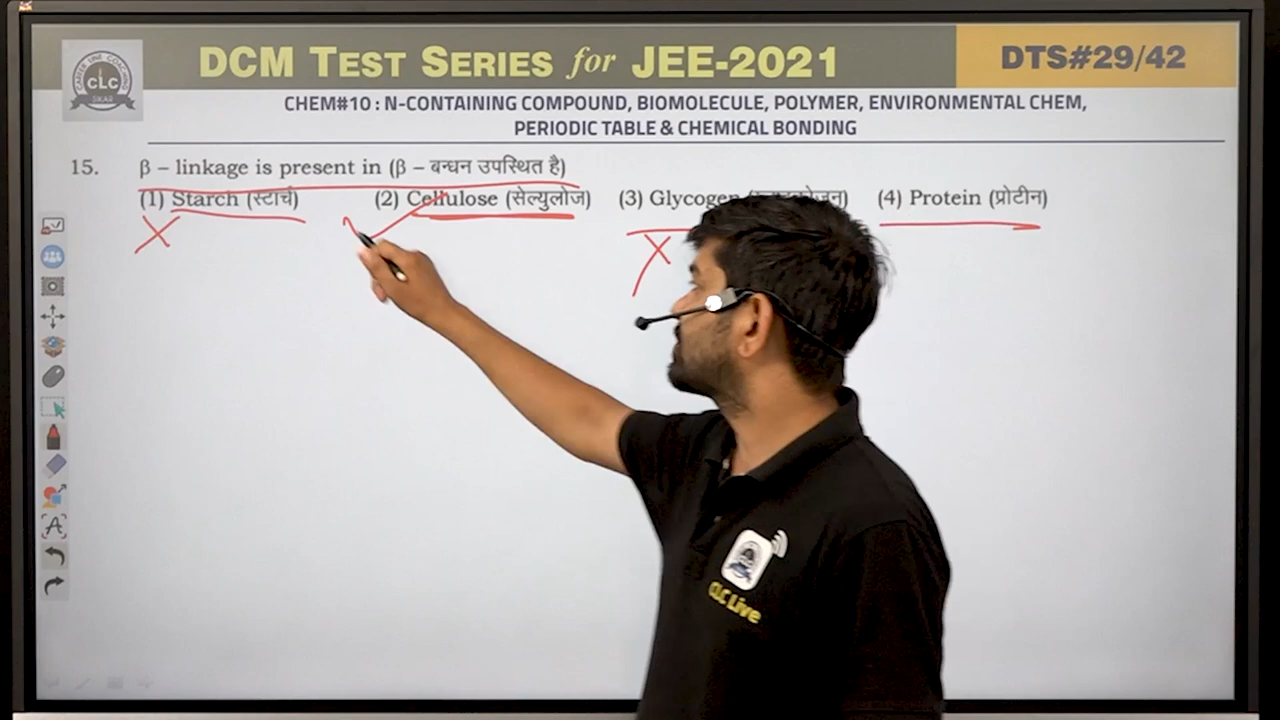 DCM TEST SERIES for JEE-2021
DTS#29/42
CLC
SIKAR
CHEM#10 : N-CONTAINING COMPOUND, BIOMOLECULE, POLYMER, ENVIRONMENTAL CHEM,
PERIODIC TABLE & CHEMICAL BONDING
15. β – linkage is present in (β – बन्धन उपस्थित है)
(1) Starch (स्टार्च) (2) Cellulose (सेल्युलोज) (3) Glycogen (4) Protein (प्रोटीन)
CLC Live